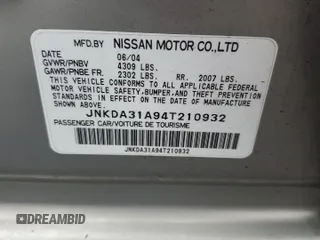 MFD.BY NISSAN MOTOR CO.,LTD
DATE 06/04
GVWR/PNBV 4309 LBS.
GAWR/PNBE FR. 2302 LBS. RR. 2007 LBS.
THIS VEHICLE CONFORMS TO ALL APPLICABLE FEDERAL
MOTOR VEHICLE SAFETY,BUMPER,AND THEFT
PREVENTION STANDARDS IN EFFECT ON THE DATE OF
MANUFACTURE SHOWN ABOVE.
JNKDA31A94T210932
PASSENGER CAR/VOITURE DE TOURISME
JNKDA31A94T210932
DREAMBID